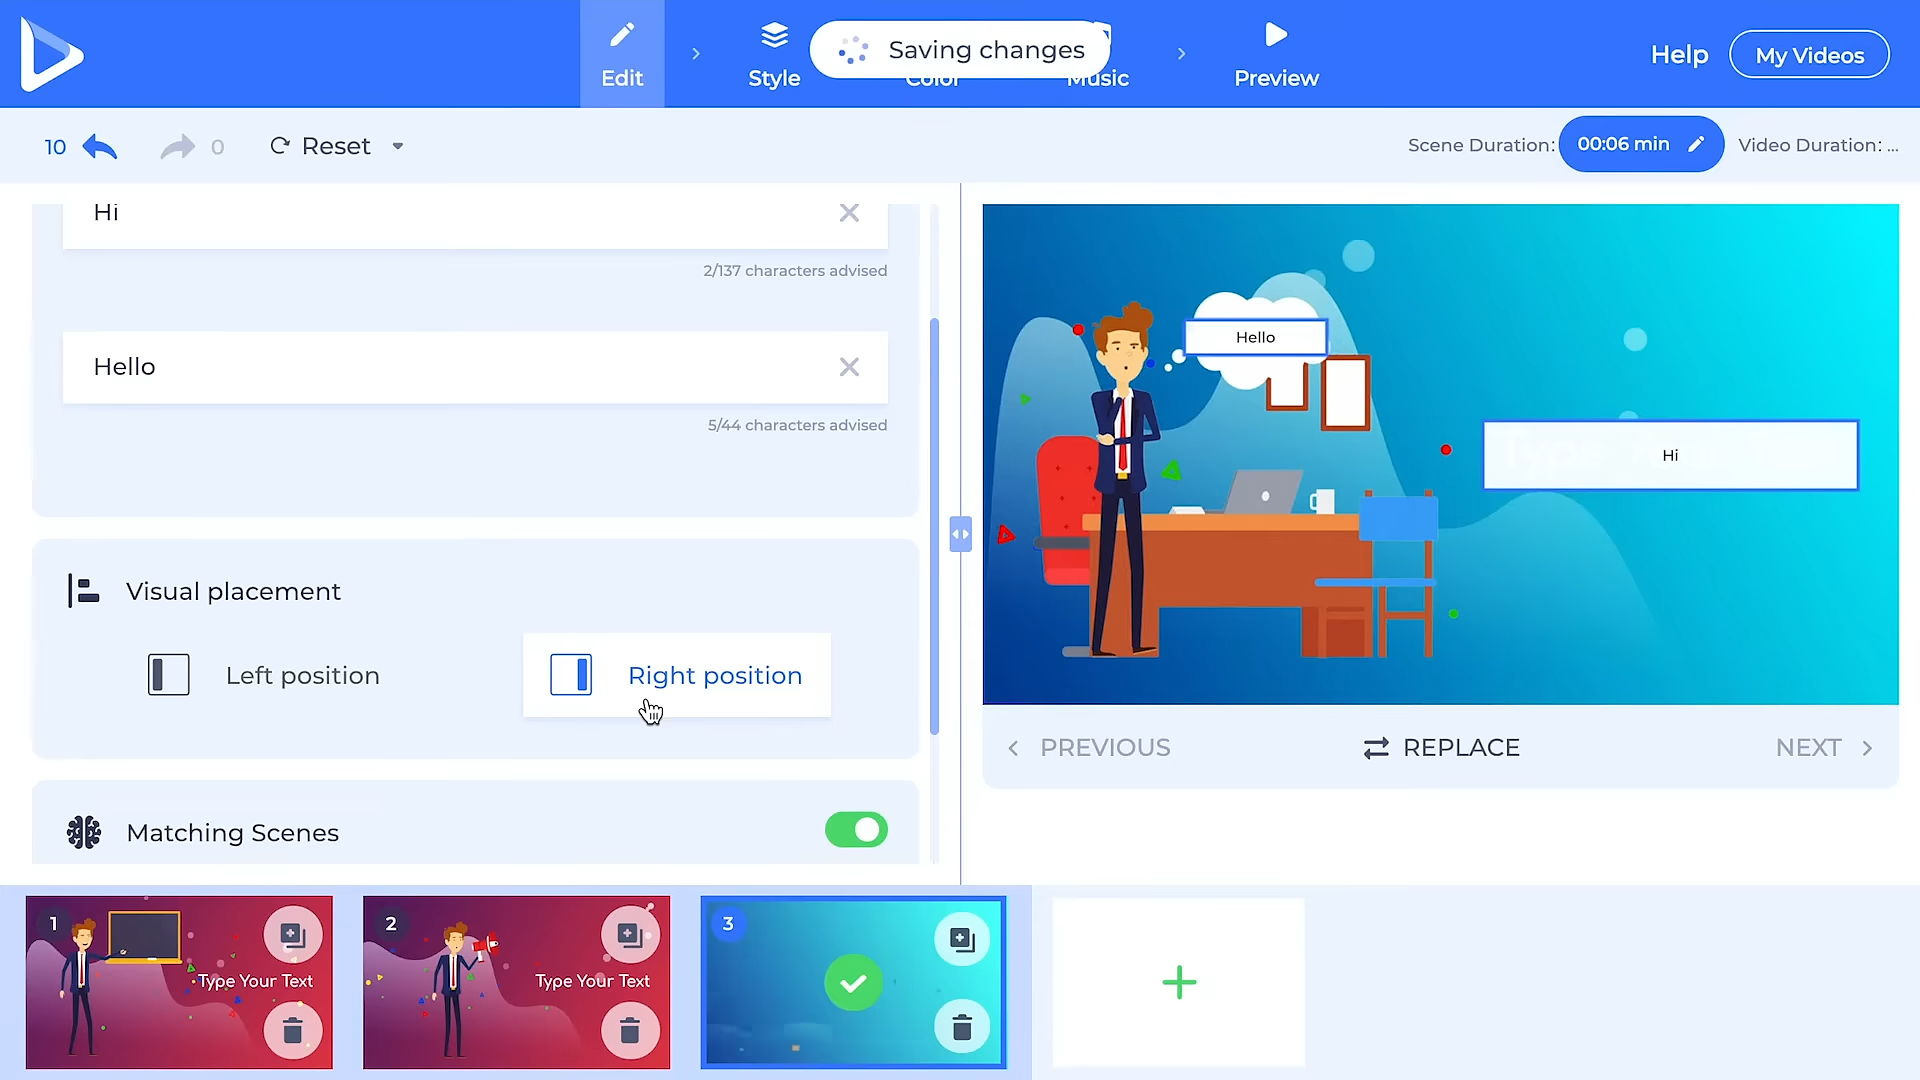 Edit
Style
Saving changes
Color
Music
Preview
Help
My Videos
10
0
Reset
Scene Duration:
00:06 min
Video Duration: ...
Hi
2/137 characters advised
Hello
5/44 characters advised
Visual placement
Left position
Right position
Matching Scenes
Hello
Hi
PREVIOUS
REPLACE
NEXT
1
Type Your Text
2
Type Your Text
3